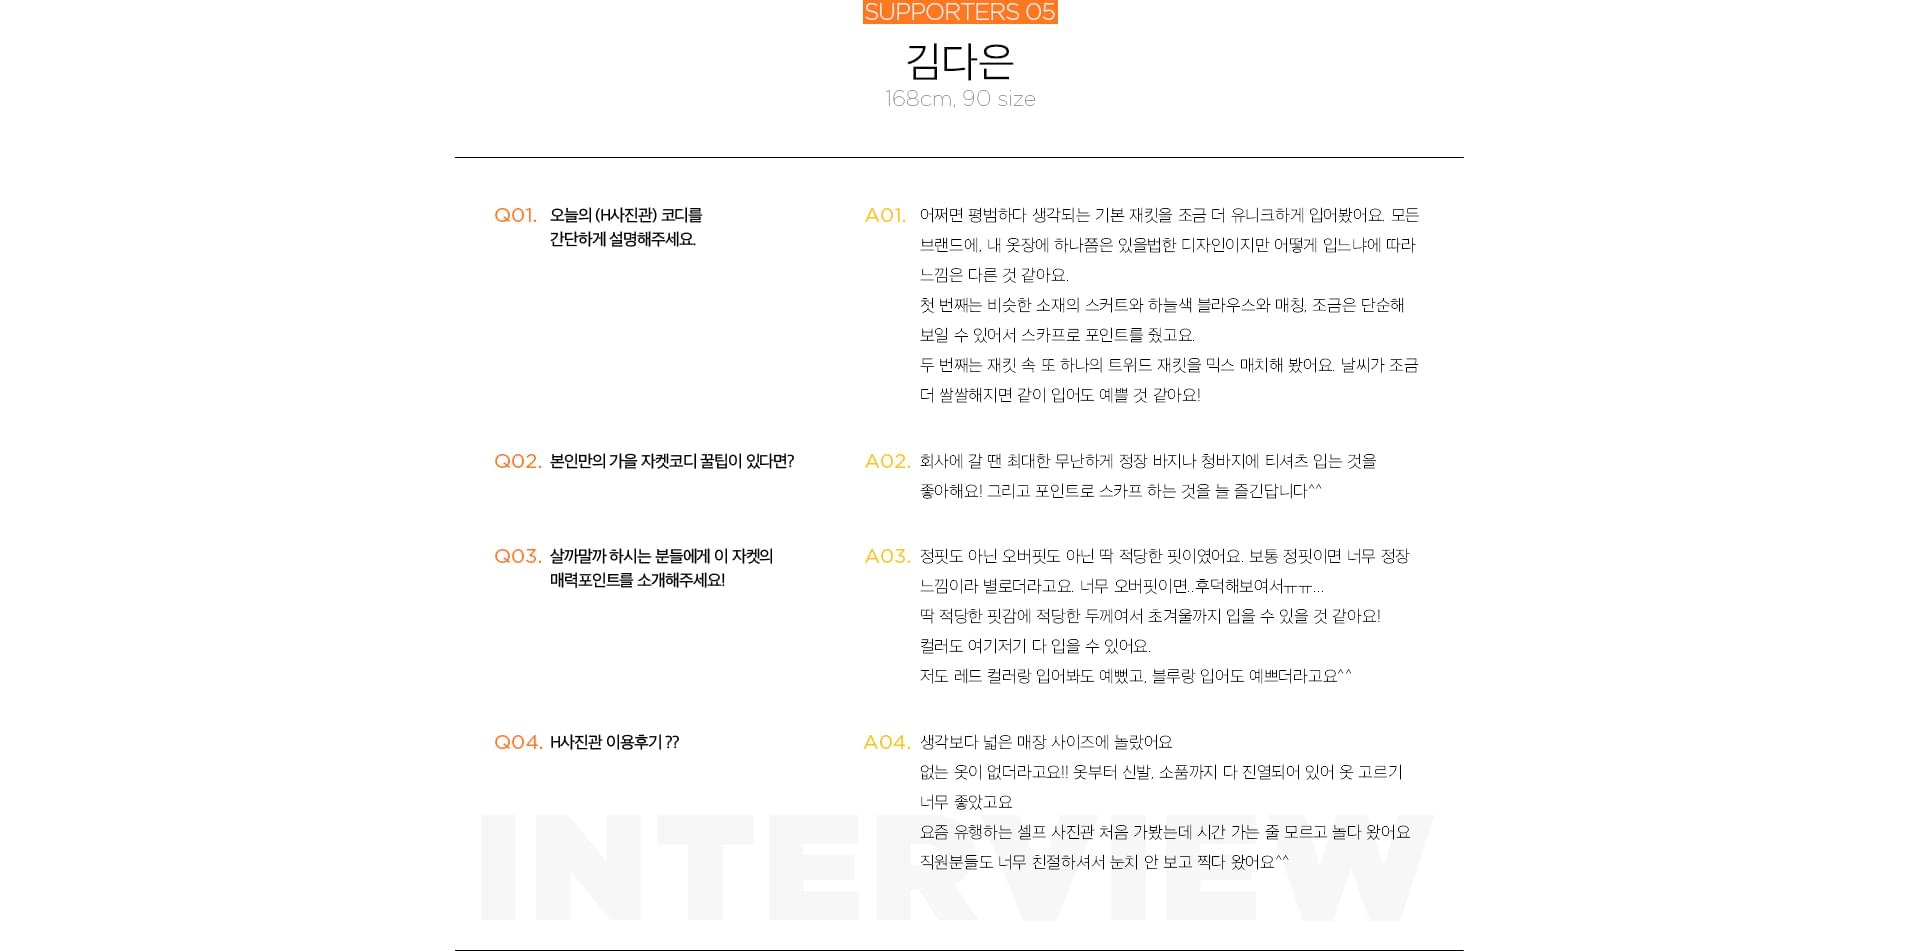 SUPPORTERS 05
김다은
168cm, 90 size
Q01. 오늘의 (H사진관) 코디를
간단하게 설명해주세요.
A01. 어쩌면 평범하다 생각되는 기본 재킷을 조금 더 유니크하게 입어봤어요. 모든
브랜드에, 내 옷장에 하나쯤은 있을법한 디자인이지만 어떻게 입느냐에 따라
느낌은 다른 것 같아요.
첫 번째는 비슷한 소재의 스커트와 하늘색 블라우스와 매칭, 조금은 단순해
보일 수 있어서 스카프로 포인트를 줬고요.
두 번째는 재킷 속 또 하나의 트위드 재킷을 믹스 매치해 봤어요. 날씨가 조금
더 쌀쌀해지면 같이 입어도 예쁠 것 같아요!
Q02. 본인만의 가을 자켓코디 꿀팁이 있다면?
A02. 회사에 갈 땐 최대한 무난하게 정장 바지나 청바지에 티셔츠 입는 것을
좋아해요! 그리고 포인트로 스카프 하는 것을 늘 즐긴답니다^^
Q03. 살까말까 하시는 분들에게 이 자켓의
매력포인트를 소개해주세요!
A03. 정핏도 아닌 오버핏도 아닌 딱 적당한 핏이였어요. 보통 정핏이면 너무 정장
느낌이라 별로더라고요. 너무 오버핏이면..후덕해보여서ㅠㅠ...
딱 적당한 핏감에 적당한 두께여서 초겨울까지 입을 수 있을 것 같아요!
컬러도 여기저기 다 입을 수 있어요.
저도 레드 컬러랑 입어봐도 예뻤고, 블루랑 입어도 예쁘더라고요^^
Q04. H사진관 이용후기 ??
A04. 생각보다 넓은 매장 사이즈에 놀랐어요
없는 옷이 없더라고요!! 옷부터 신발, 소품까지 다 진열되어 있어 옷 고르기
너무 좋았고요
요즘 유행하는 셀프 사진관 처음 가봤는데 시간 가는 줄 모르고 놀다 왔어요
직원분들도 너무 친절하셔서 눈치 안 보고 찍다 왔어요^^
INTERVIEW